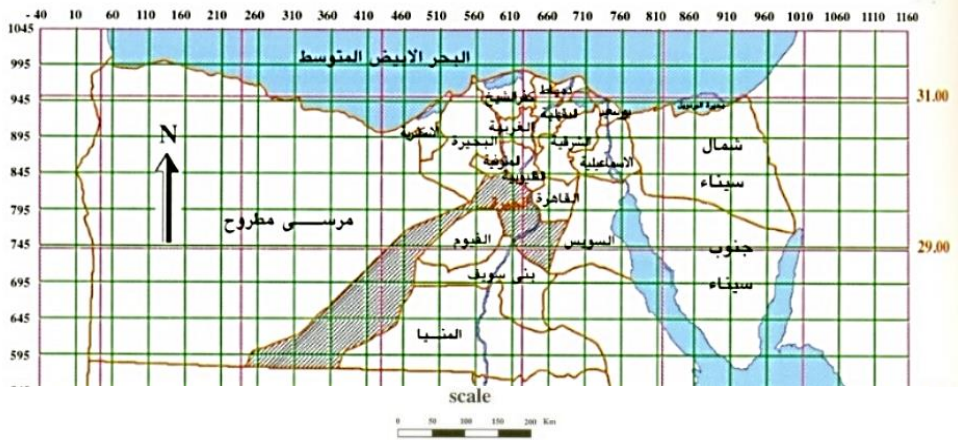 - 40 10 60 110 160 210 260 310 360 410 460 510 560 610 660 710 760 810 860 910 960 1010 1060 1110 1160
1045
995
البحر الابيض المتوسط
945
31.00
دمياط
كفرالشيخ
بورسعيد
الدقهلية
895
الاسكندرية
الغربية
البحيرة
الشرقية
شمال
سيناء
N
845
المنوفية
الاسماعيلية
القليوبية
795
الجيزة
القاهرة
مرســـى مطروح
745
29.00
الفيوم
السويس
جنوب
سيناء
695
بنى سويف
645
المنيا
595
scale
0 50 100 150 200 Km